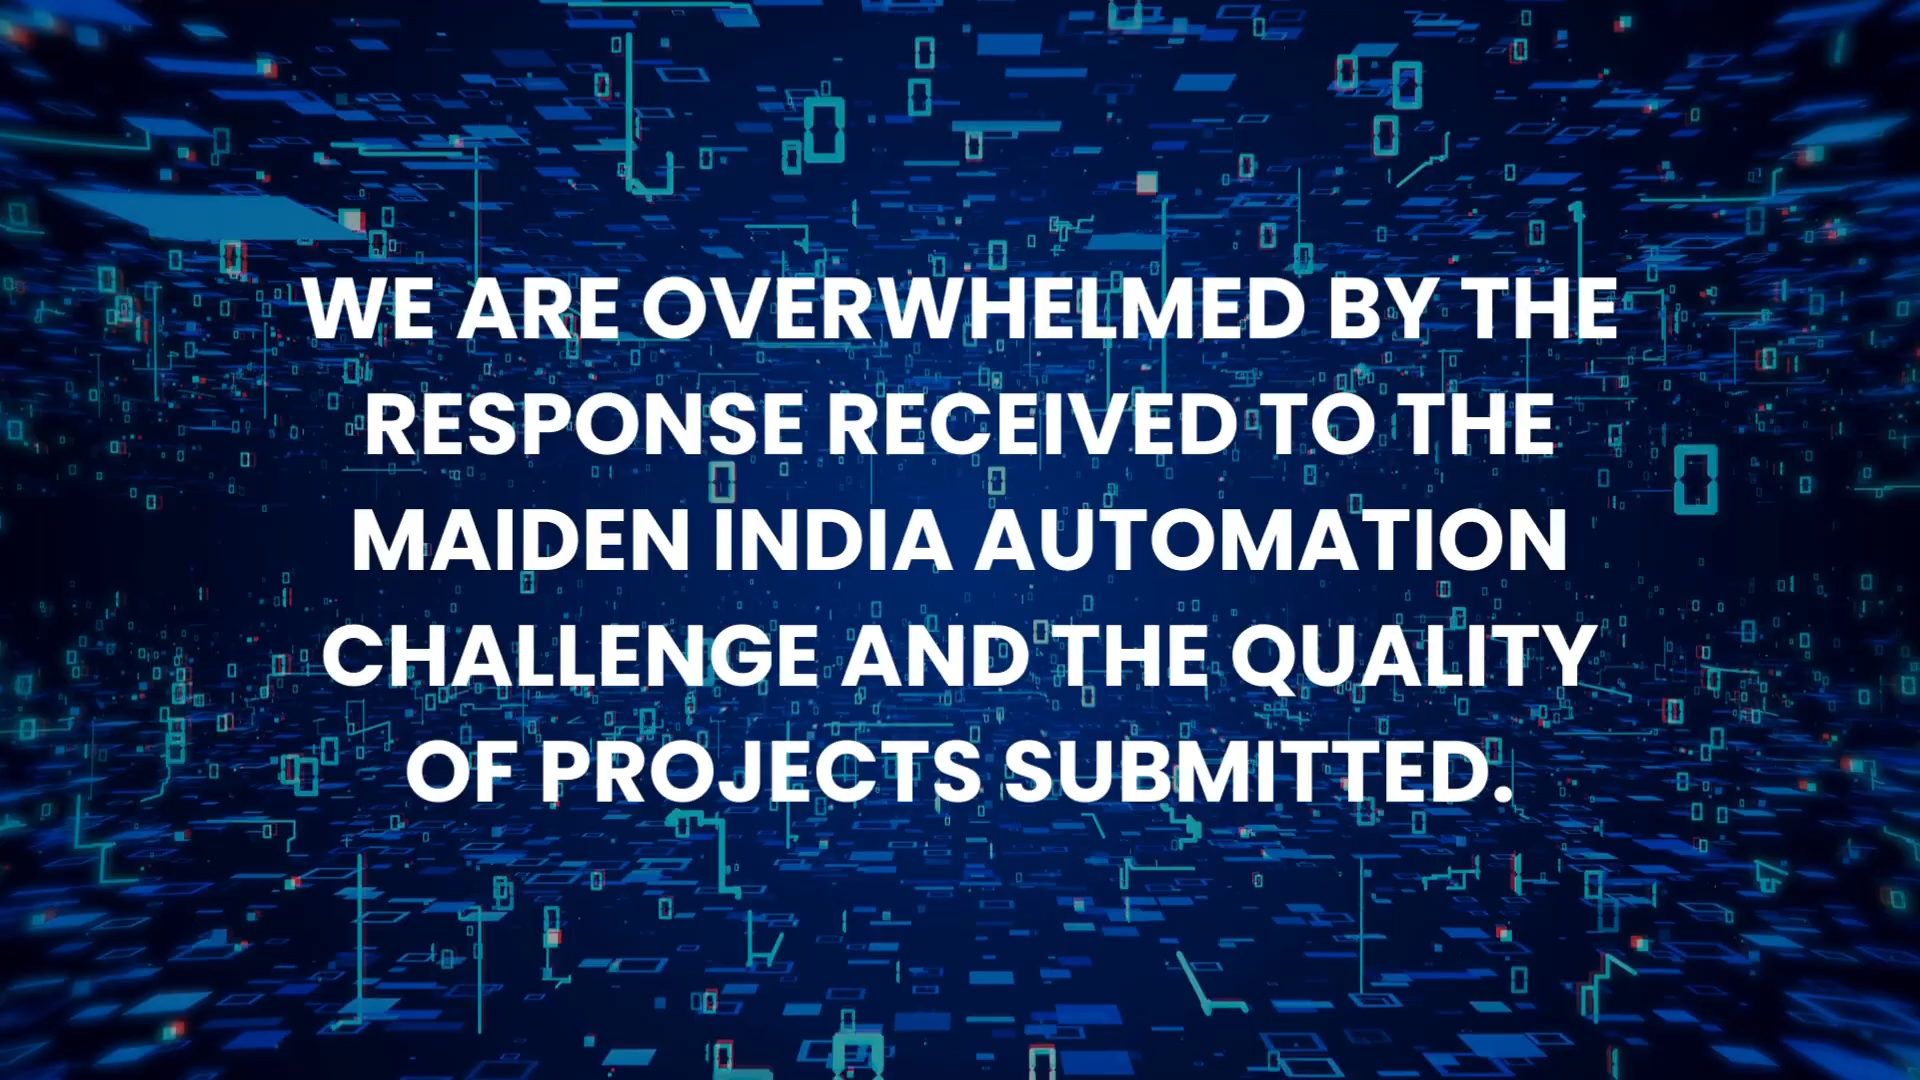 WE ARE OVERWHELMED BY THE
RESPONSE RECEIVED TO THE
MAIDEN INDIA AUTOMATION
CHALLENGE AND THE QUALITY
OF PROJECTS SUBMITTED.